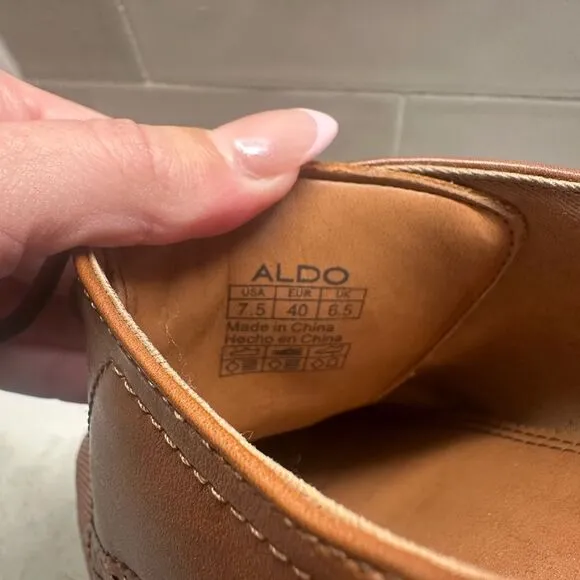 ALDO
USA EUR UK
7.5 40 6.5
Made in China
Hecho en China